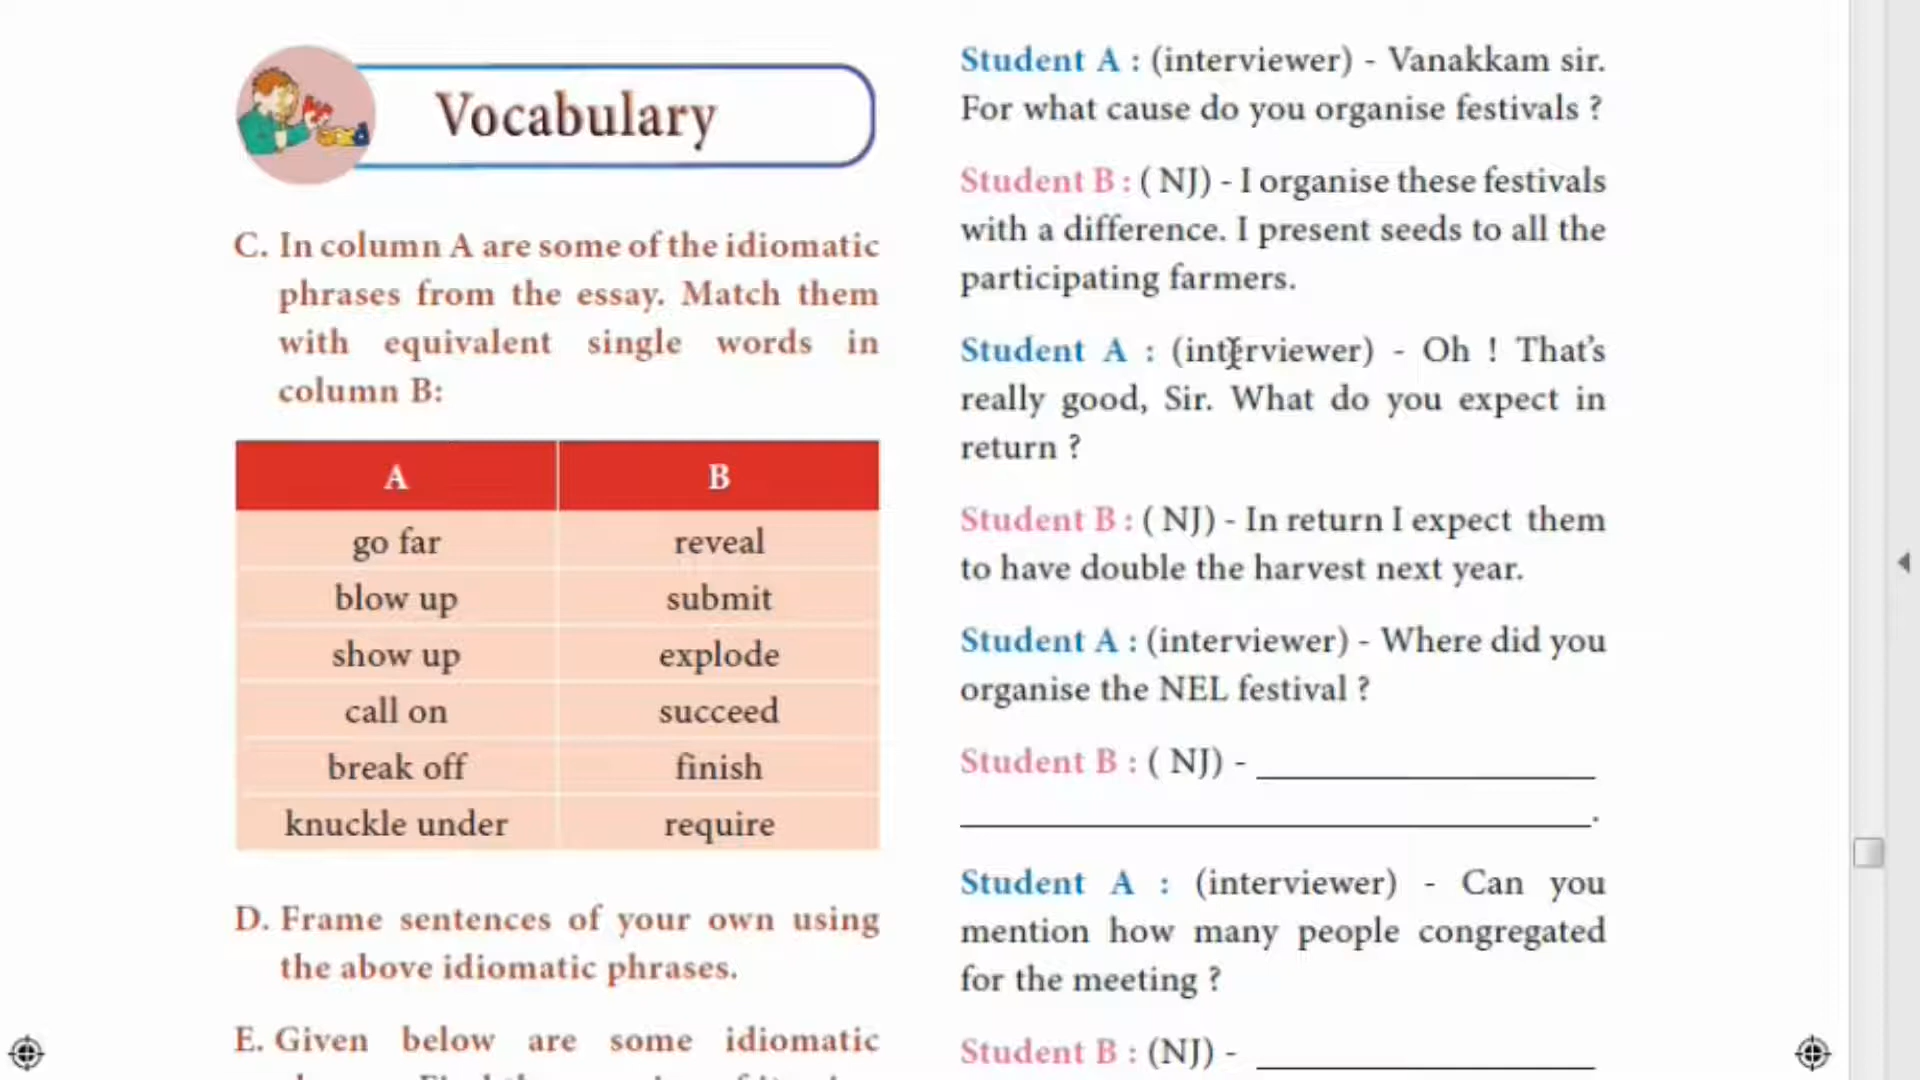 Vocabulary
C. In column A are some of the idiomatic
phrases from the essay. Match them
with equivalent single words in
column B:
A B
go far reveal
blow up submit
show up explode
call on succeed
break off finish
knuckle under require
D. Frame sentences of your own using
the above idiomatic phrases.
E. Given below are some idiomatic
Student A : (interviewer) - Vanakkam sir.
For what cause do you organise festivals ?
Student B : ( NJ) - I organise these festivals
with a difference. I present seeds to all the
participating farmers.
Student A : (interviewer) - Oh ! That's
really good, Sir. What do you expect in
return ?
Student B : ( NJ) - In return I expect them
to have double the harvest next year.
Student A : (interviewer) - Where did you
organise the NEL festival ?
Student B : ( NJ) - ____________________
____________________.
Student A : (interviewer) - Can you
mention how many people congregated
for the meeting ?
Student B : (NJ) - ____________________